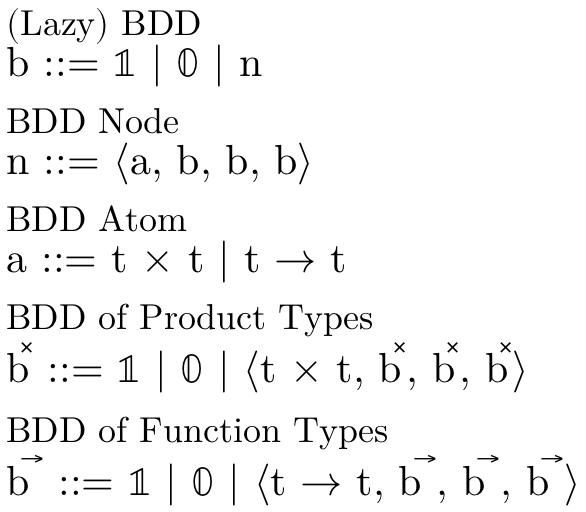 (Lazy) BDD
b ::= 𝟙 | 𝟘 | n
BDD Node
n ::= ⟨a, b, b, b⟩
BDD Atom
a ::= t × t | t → t
BDD of Product Types
b^× ::= 𝟙 | 𝟘 | ⟨t × t, b^×, b^×, b^×⟩
BDD of Function Types
b^→ ::= 𝟙 | 𝟘 | ⟨t → t, b^→, b^→, b^→⟩